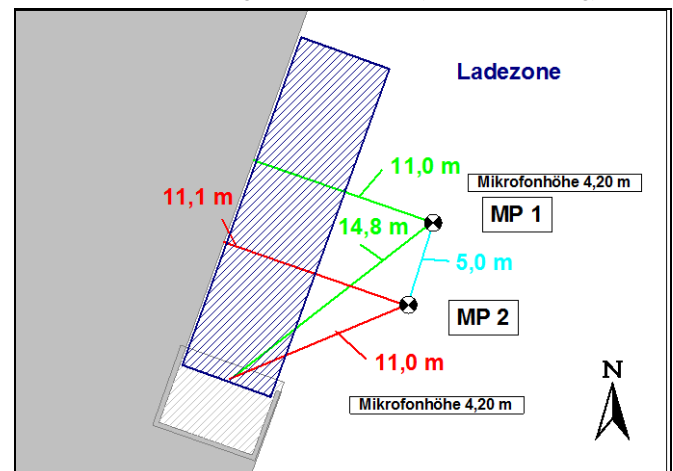 Ladezone
11,0 m
Mikrofonhöhe 4,20 m
11,1 m
MP 1
14,8 m
5,0 m
MP 2
11,0 m
N
Mikrofonhöhe 4,20 m